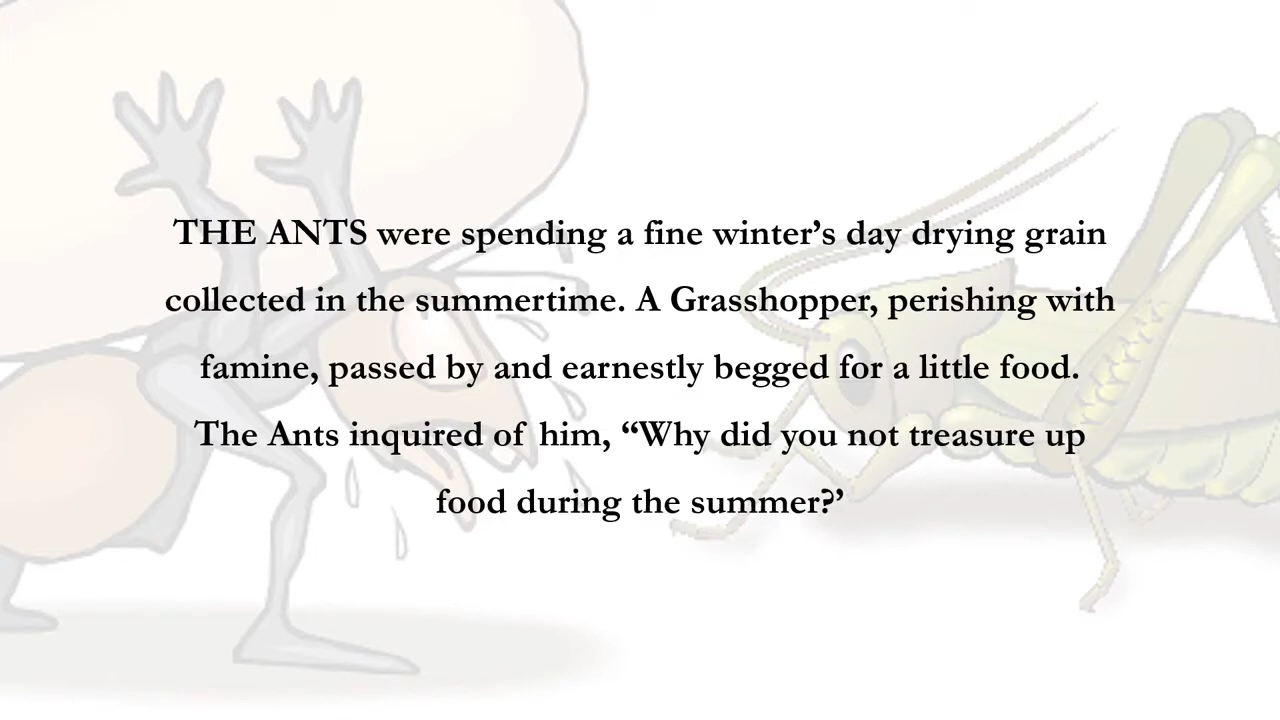 THE ANTS were spending a fine winter’s day drying grain
collected in the summertime. A Grasshopper, perishing with
famine, passed by and earnestly begged for a little food.
The Ants inquired of him, “Why did you not treasure up
food during the summer?’